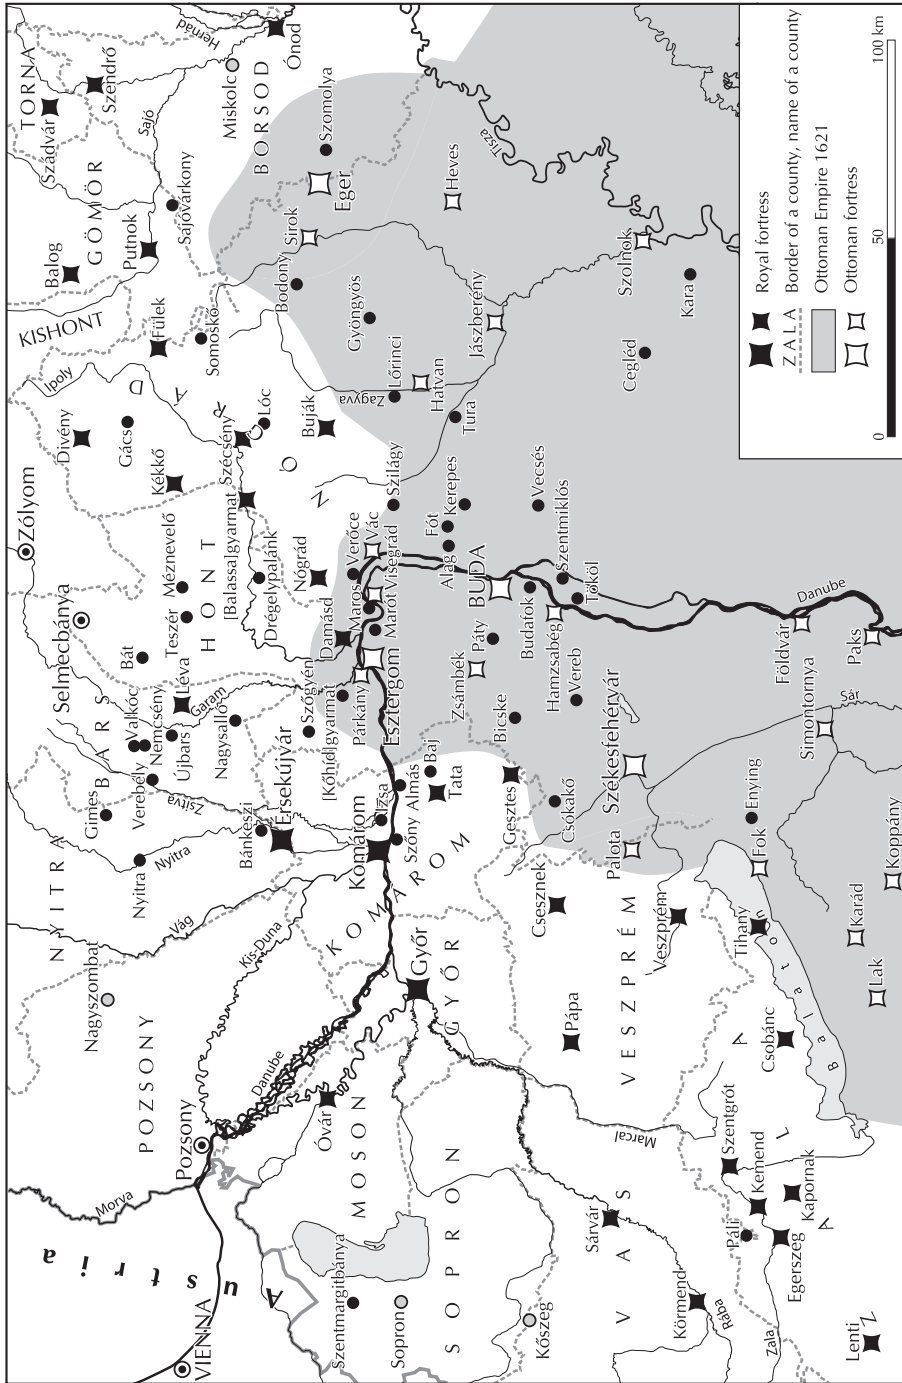 VIENNA
Austria
Morva
Pozsony
POZSONY
Nagyszombat
NYITRA
Vág
Nyitra
Nyitra
Gimes
BARS
Verebély
Valkóc
Nemcsény
Zsitva
Újbars
Bát
Selmecbánya
Zólyom
Teszér
Méznevelő
Léva
Garam
Nagysalló
HONT
Kékkő
Gács
Divény
Ipoly
KISHONT
Fülek
Somoskő
Balog
GÖMÖR
Putnok
Sajóvárkony
Sajó
Szádvár
TORNA
Szendrő
Hernád
Ónod
Miskolc
BORSOD
Szomolya
Eger
Sirok
Bodony
Szentmargitbánya
Sopron
SOPRON
MOSON
Óvár
Danube
Kis-Duna
Győr
GYŐR
KOMÁROM
Komárom
Bánkeszi
Érsekújvár
Izsa
Szőny
Almás
Baj
Tata
Szőgyén
[Kőhíd]gyarmat
Párkány
Esztergom
Damásd
Maros
Marót
Visegrád
Verőce
Vác
Nógrád
Drégelypalánk
[Balassa]gyarmat
Szécsény
Lóc
NÓGRÁD
Buják
Szilágy
Zagyva
Lőrinci
Hatvan
Gyöngyös
Tura
Jászberény
Heves
Tisza
Kőszeg
VAS
Sárvár
Marcal
Pápa
VESZPRÉM
Csesznek
Gesztes
Csókakő
Bicske
Zsámbék
Páty
BUDA
Alag
Fót
Kerepes
Vecsés
Budafok
Hamzsabég
Vereb
Szentmiklós
Tököl
Székesfehérvár
Palota
Veszprém
Cegléd
Szolnok
Kara
Körmend
Rába
Páli
Egerszeg
Zala
Lenti
ZALA
Kemend
Kapornak
Szentgrót
Csobánc
Tihany
Balaton
Fok
Enying
Karád
Lak
Koppány
Simontornya
Sár
Földvár
Paks
Danube
Royal fortress
ZALA Border of a county, name of a county
Ottoman Empire 1621
Ottoman fortress
0 50 100 km